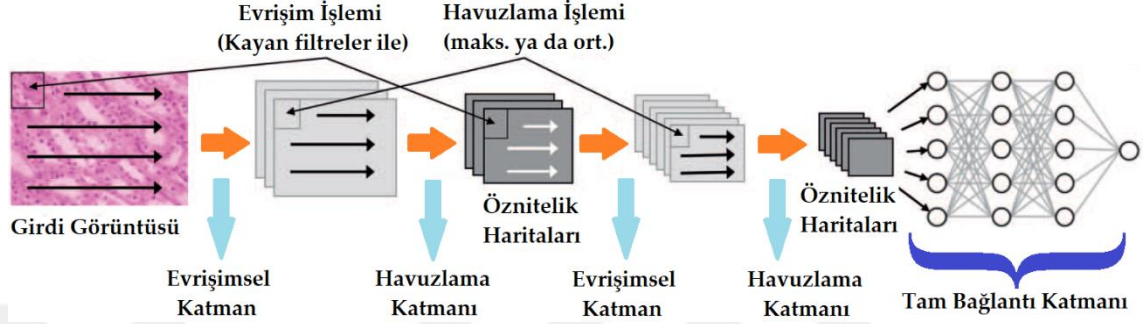 Evrişim İşlemi
(Kayan filtreler ile)
Havuzlama İşlemi
(maks. ya da ort.)
Girdi Görüntüsü
Öznitelik
Haritaları
Öznitelik
Haritaları
Evrişimsel
Katman
Havuzlama
Katmanı
Evrişimsel
Katman
Havuzlama
Katmanı
Tam Bağlantı Katmanı